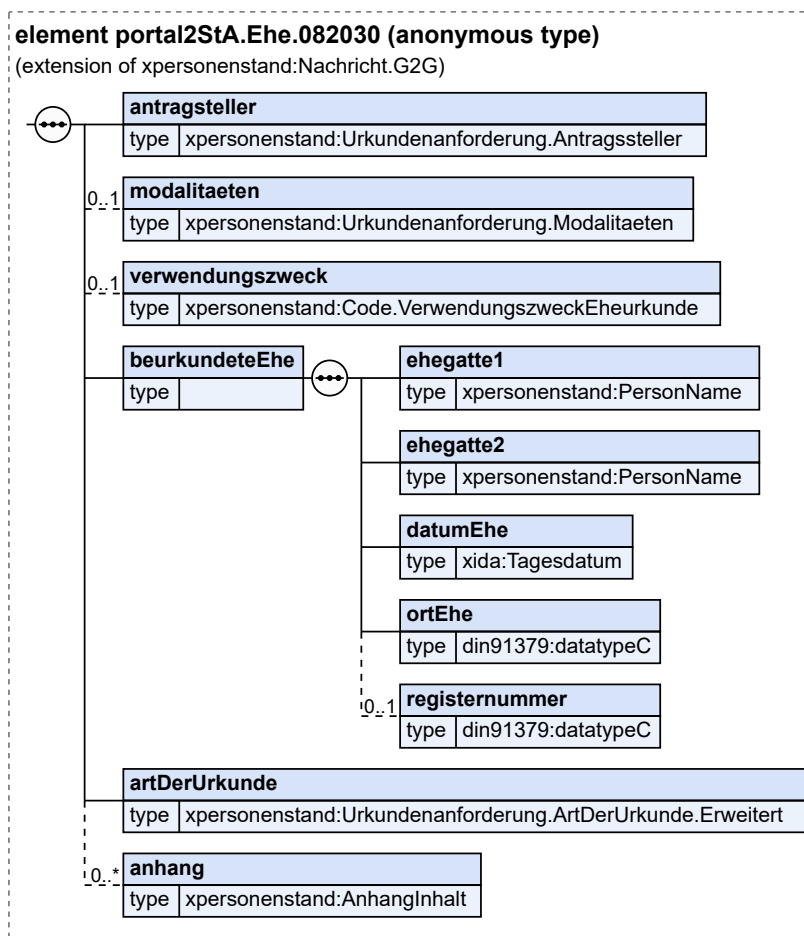 element portal2StA.Ehe.082030 (anonymous type)
(extension of xpersonenstand:Nachricht.G2G)
antragsteller
type xpersonenstand:Urkundenanforderung.Antragssteller
0..1 modalitaeten
type xpersonenstand:Urkundenanforderung.Modalitaeten
0..1 verwendungszweck
type xpersonenstand:Code.VerwendungszweckEheurkunde
beurkundeteEhe
type
ehegatte1
type xpersonenstand:PersonName
ehegatte2
type xpersonenstand:PersonName
datumEhe
type xida:Tagesdatum
ortEhe
type din91379:datatypeC
0..1 registernummer
type din91379:datatypeC
artDerUrkunde
type xpersonenstand:Urkundenanforderung.ArtDerUrkunde.Erweitert
0..* anhang
type xpersonenstand:AnhangInhalt